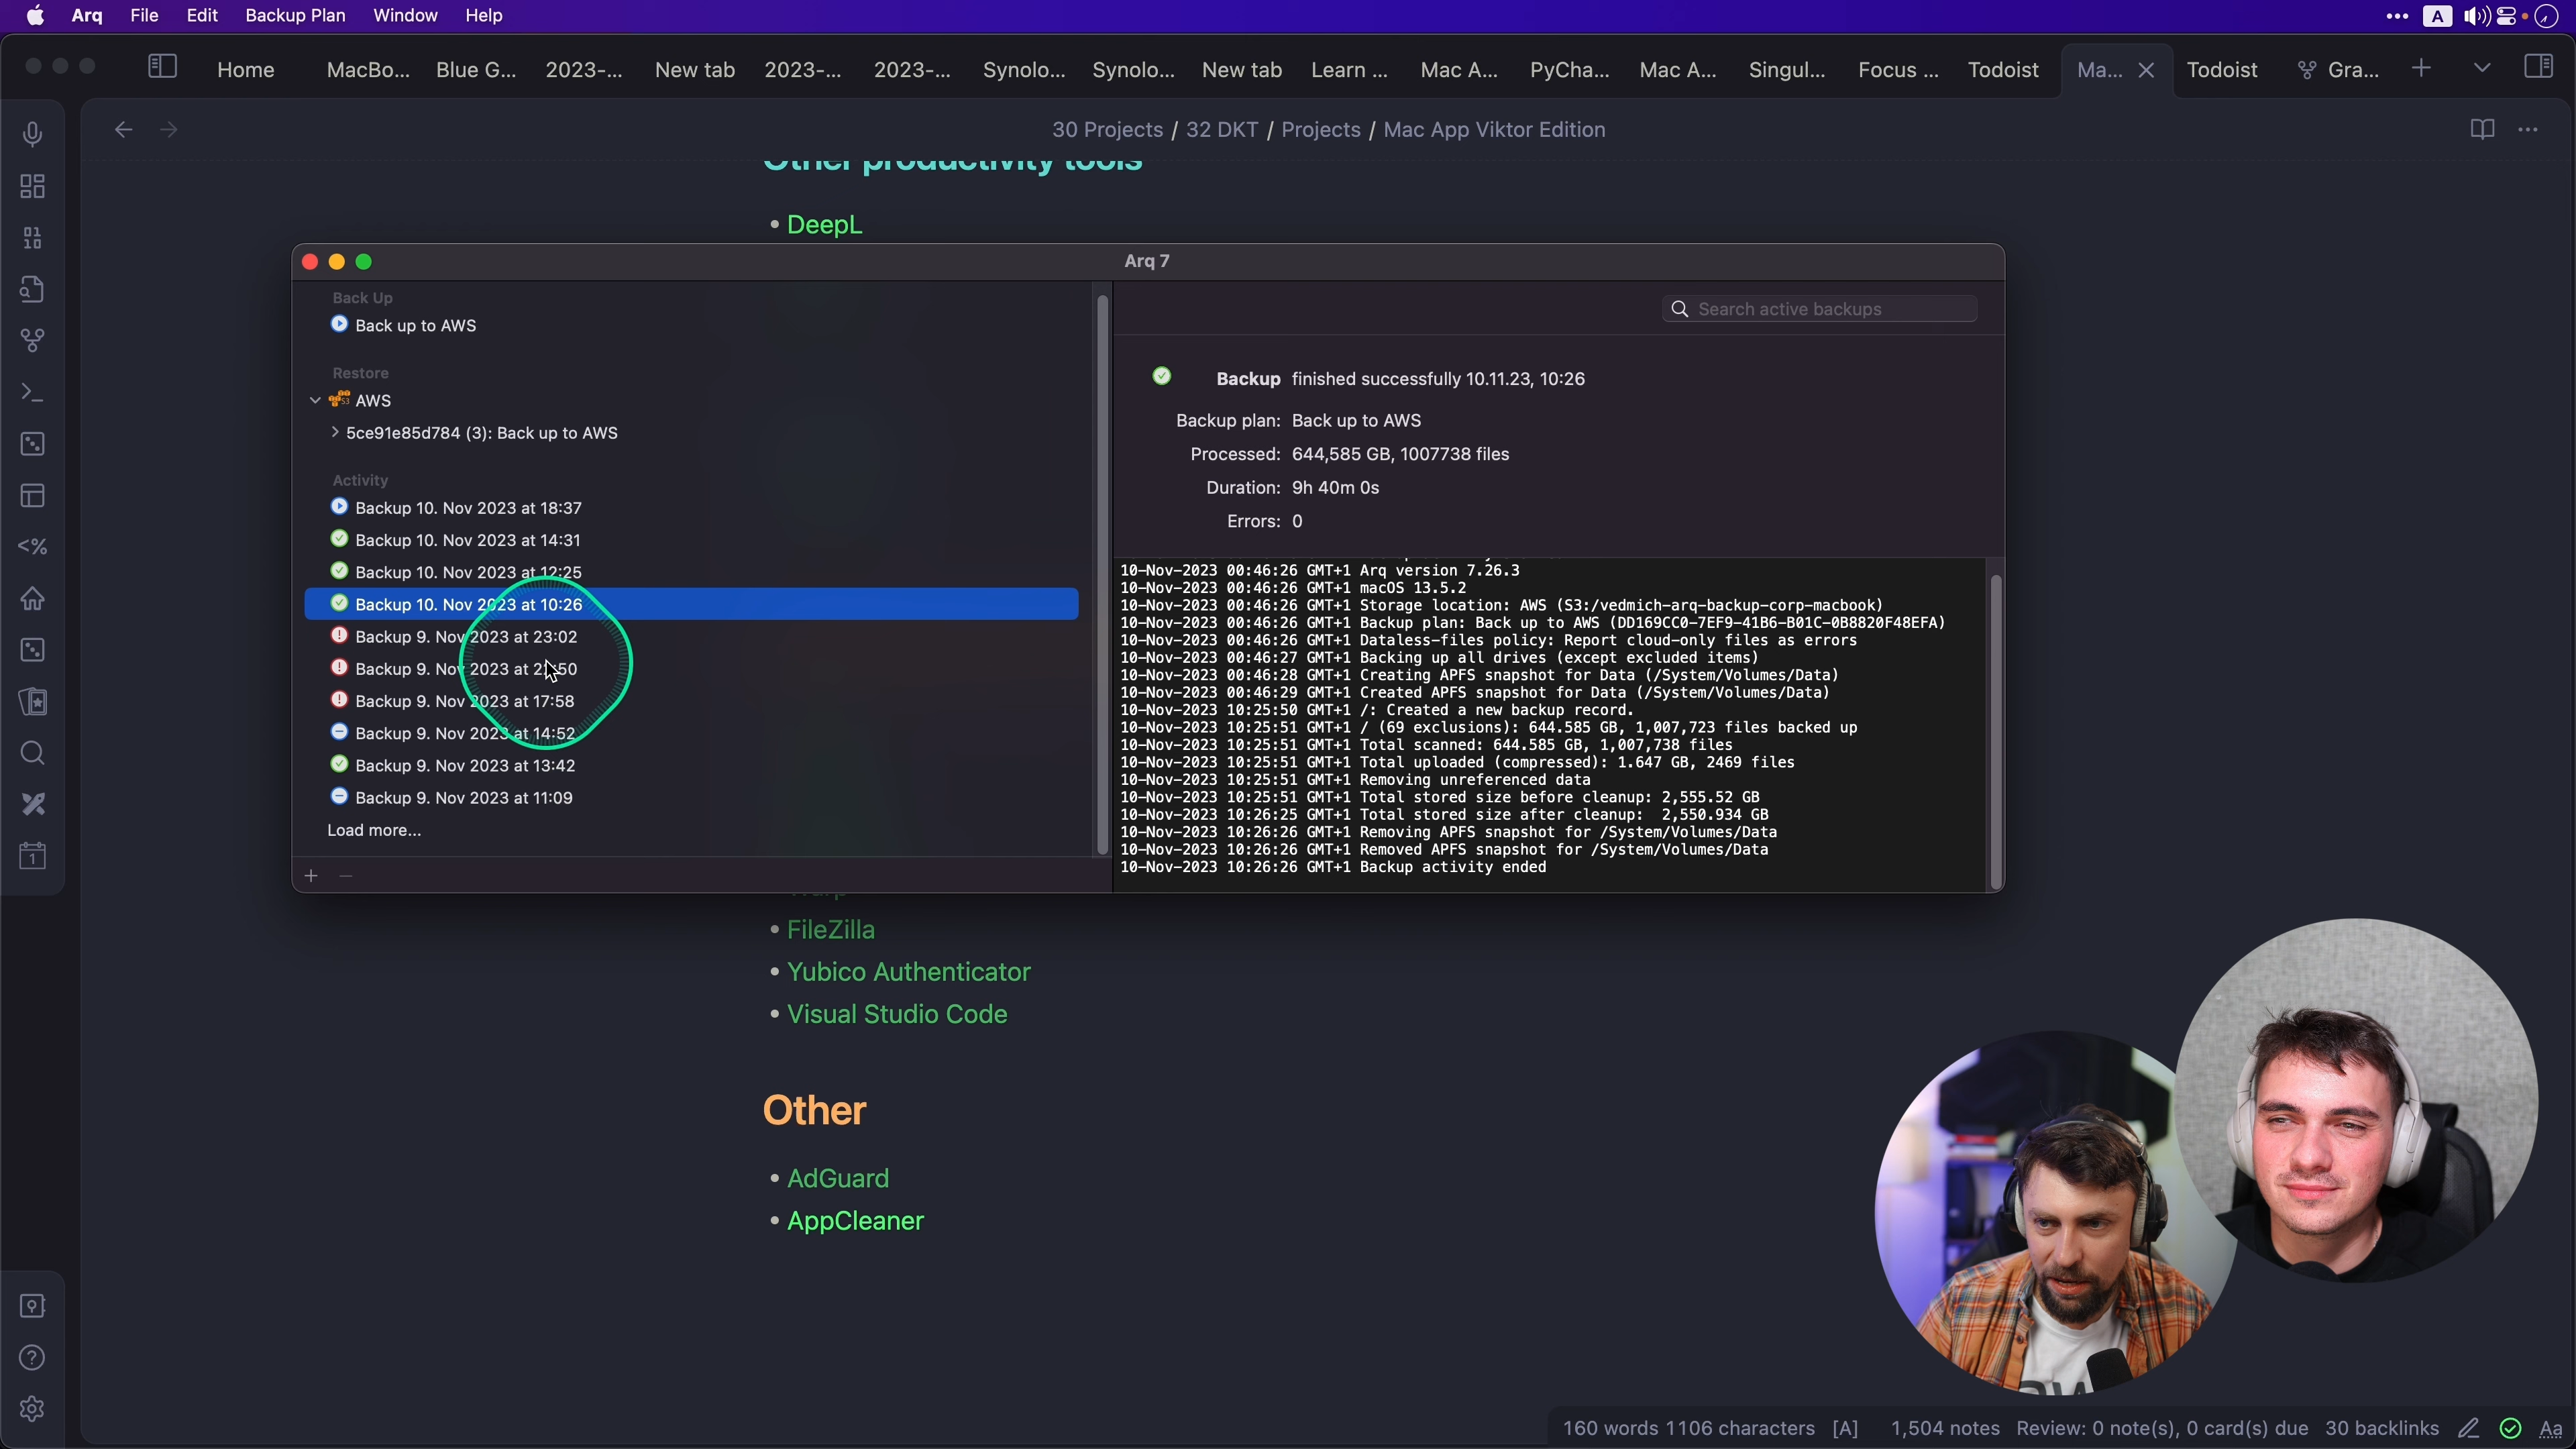 Arq File Edit Backup Plan Window Help
A
Home MacBo... Blue G... 2023-... New tab 2023-... 2023-... Synolo... Synolo... New tab Learn ... Mac A... PyCha... Mac A... Singul... Focus ... Todoist Ma... Todoist Gra...
30 Projects / 32 DKT / Projects / Mac App Viktor Edition
Other productivity tools
• DeepL
Arq 7
Back Up
Back up to AWS
Restore
AWS
5ce91e85d784 (3): Back up to AWS
Activity
Backup 10. Nov 2023 at 18:37
Backup 10. Nov 2023 at 14:31
Backup 10. Nov 2023 at 12:25
Backup 10. Nov 2023 at 10:26
Backup 9. Nov 2023 at 23:02
Backup 9. Nov 2023 at
Backup 9. Nov 2023 at 17:58
Backup 9. Nov 2023 at 14:52
Backup 9. Nov 2023 at 13:42
Backup 9. Nov 2023 at 11:09
Load more...
Search active backups
Backup finished successfully 10.11.23, 10:26
Backup plan: Back up to AWS
Processed: 644,585 GB, 1007738 files
Duration: 9h 40m 0s
Errors: 0
10-Nov-2023 00:46:26 GMT+1 Arq version 7.26.3
10-Nov-2023 00:46:26 GMT+1 macOS 13.5.2
10-Nov-2023 00:46:26 GMT+1 Storage location: AWS (S3:/vedmich-arq-backup-corp-macbook)
10-Nov-2023 00:46:26 GMT+1 Backup plan: Back up to AWS (DD169CC0-7EF9-41B6-B01C-0B8820F48EFA)
10-Nov-2023 00:46:26 GMT+1 Dataless-files policy: Report cloud-only files as errors
10-Nov-2023 00:46:27 GMT+1 Backing up all drives (except excluded items)
10-Nov-2023 00:46:28 GMT+1 Creating APFS snapshot for Data (/System/Volumes/Data)
10-Nov-2023 00:46:29 GMT+1 Created APFS snapshot for Data (/System/Volumes/Data)
10-Nov-2023 10:25:50 GMT+1 /: Created a new backup record.
10-Nov-2023 10:25:51 GMT+1 / (69 exclusions): 644.585 GB, 1,007,723 files backed up
10-Nov-2023 10:25:51 GMT+1 Total scanned: 644.585 GB, 1,007,738 files
10-Nov-2023 10:25:51 GMT+1 Total uploaded (compressed): 1.647 GB, 2469 files
10-Nov-2023 10:25:51 GMT+1 Removing unreferenced data
10-Nov-2023 10:25:51 GMT+1 Total stored size before cleanup: 2,555.52 GB
10-Nov-2023 10:26:25 GMT+1 Total stored size after cleanup: 2,550.934 GB
10-Nov-2023 10:26:26 GMT+1 Removing APFS snapshot for /System/Volumes/Data
10-Nov-2023 10:26:26 GMT+1 Removed APFS snapshot for /System/Volumes/Data
10-Nov-2023 10:26:26 GMT+1 Backup activity ended
• FileZilla
• Yubico Authenticator
• Visual Studio Code
Other
• AdGuard
• AppCleaner
160 words 1106 characters [A] 1,504 notes Review: 0 note(s), 0 card(s) due 30 backlinks Aa